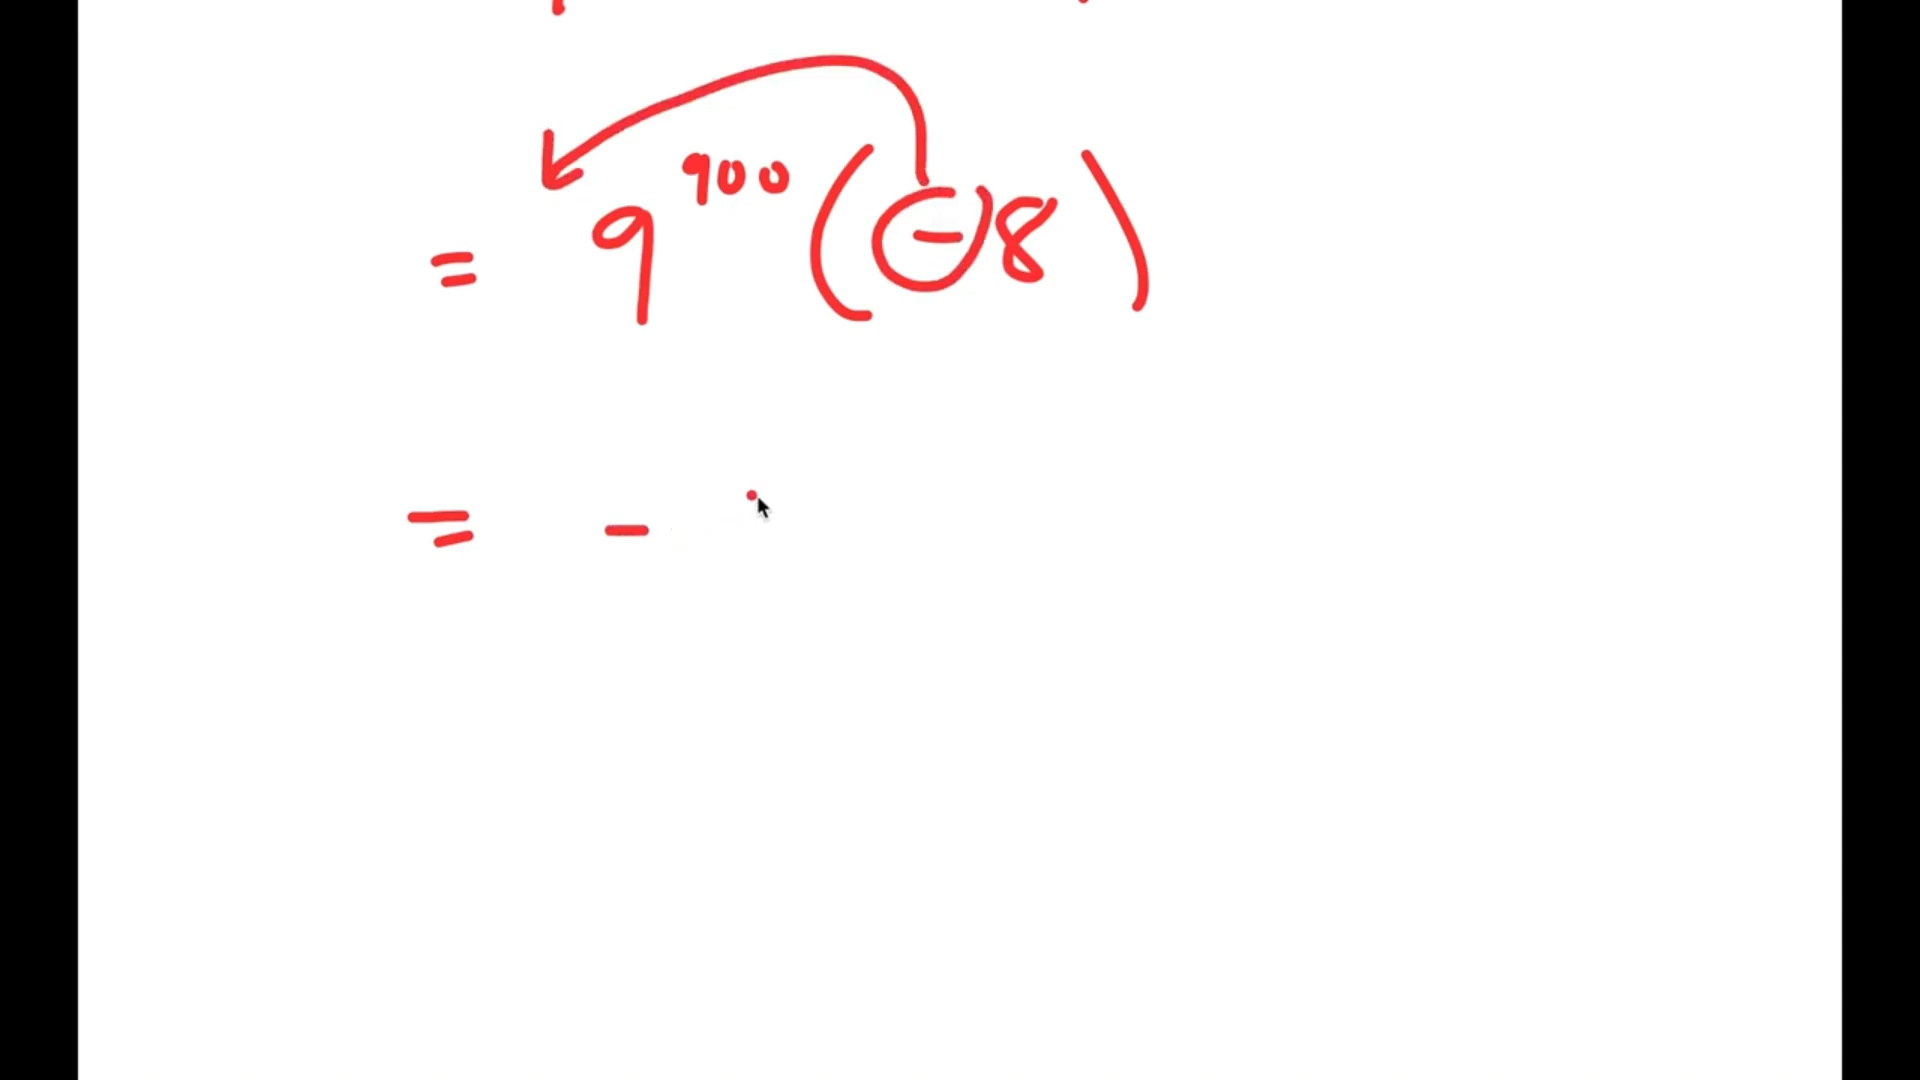 = 9^900 (-8)
= -